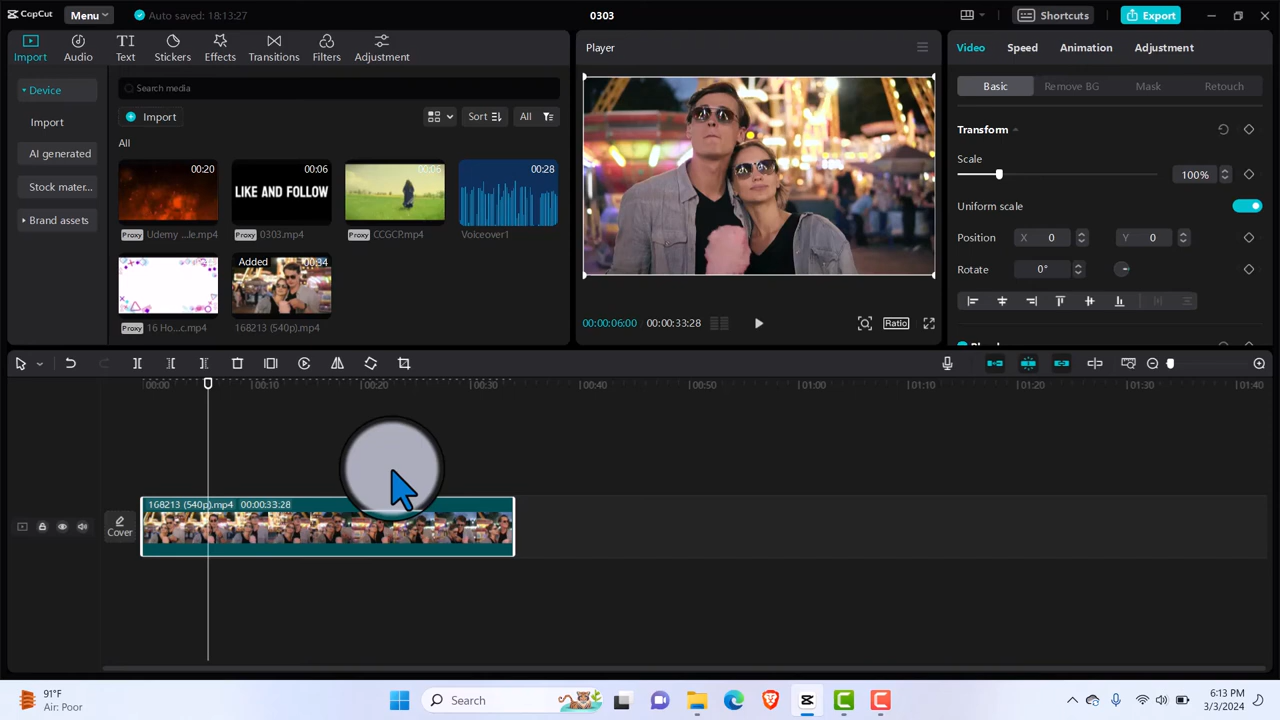 CapCut Menu Auto saved: 18:13:27 0303 Shortcuts Export
Import Audio Text Stickers Effects Transitions Filters Adjustment
Player
Video Speed Animation Adjustment
Device
Import
AI generated
Stock mater...
Brand assets
Search media
Import Sort All
All
00:20
Proxy Udemy ...le.mp4
00:06
LIKE AND FOLLOW
Proxy 0303.mp4
00:05
Proxy CCGCP.mp4
00:28
Voiceover1
Proxy 16 Ho...c.mp4
Added 00:34
168213 (540p).mp4
00:00:06:00 00:00:33:28 Ratio
Basic Remove BG Mask Retouch
Transform
Scale
100%
Uniform scale
Position X 0 Y 0
Rotate 0°
00:00 00:10 00:20 00:30 00:40 00:50 01:00 01:10 01:20 01:30 01:40
168213 (540p).mp4 00:00:33:28
Cover
91°F
Air: Poor
Search
6:13 PM
3/3/2024